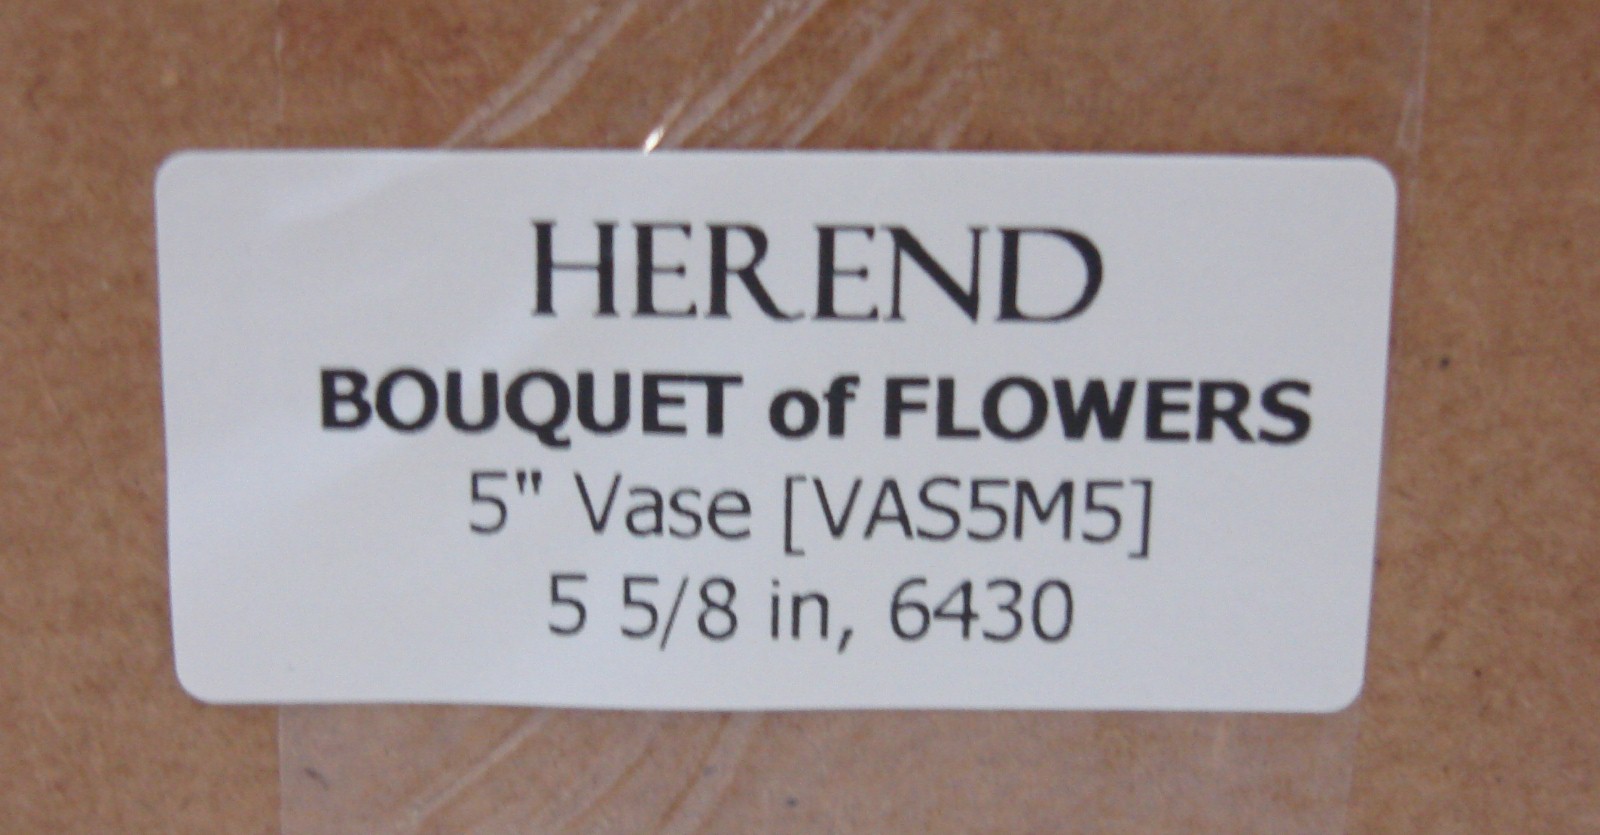 HEREND
BOUQUET of FLOWERS
5" Vase [VAS5M5]
5 5/8 in, 6430